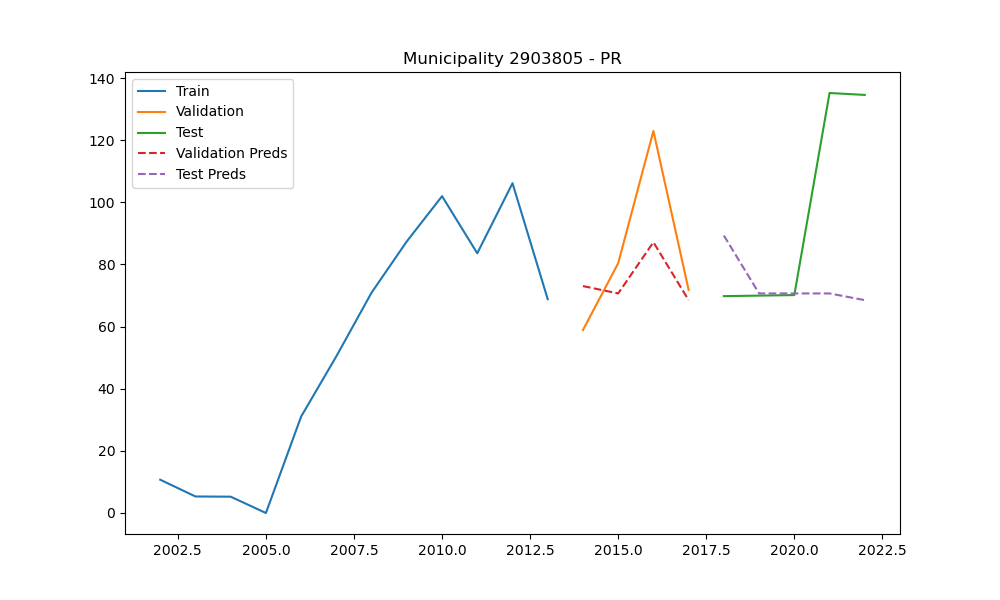 Municipality 2903805 - PR
Train
Validation
Test
Validation Preds
Test Preds
140
120
100
80
60
40
20
0
2002.5 2005.0 2007.5 2010.0 2012.5 2015.0 2017.5 2020.0 2022.5